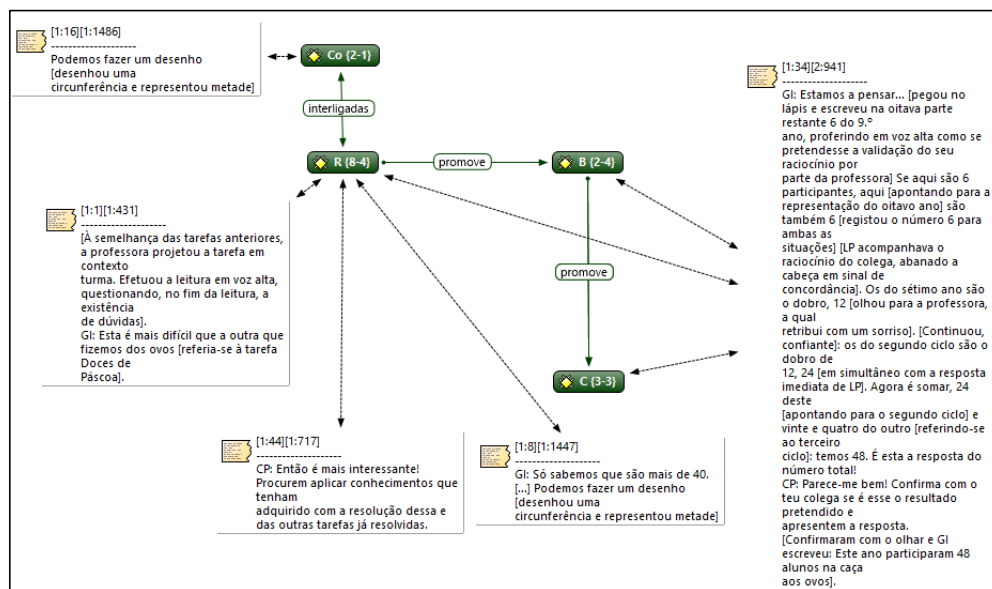 [1:16][1:1486]
--------------------
Podemos fazer um desenho
[desenhou uma
circunferência e representou metade]
Co {2-1}
interligadas
R {8-4}
promove
B {2-4}
promove
C {3-3}
[1:1][1:431]
--------------------
[À semelhança das tarefas anteriores,
a professora projetou a tarefa em
contexto
turma. Efetuou a leitura em voz alta,
questionando, no fim da leitura, a
existência
de dúvidas].
GI: Esta é mais difícil que a outra que
fizemos dos ovos [referia-se à tarefa
Doces de
Páscoa].
[1:44][1:717]
--------------------
CP: Então é mais interessante!
Procurem aplicar conhecimentos que
tenham
adquirido com a resolução dessa e
das outras tarefas já resolvidas.
[1:8][1:1447]
--------------------
GI: Só sabemos que são mais de 40.
[...] Podemos fazer um desenho
[desenhou uma
circunferência e representou metade]
[1:34][2:941]
--------------------
GI: Estamos a pensar... [pegou no
lápis e escreveu na oitava parte
restante 6 do 9.º
ano, proferindo em voz alta como se
pretendesse a validação do seu
raciocínio por
parte da professora] Se aqui são 6
participantes, aqui [apontando para a
representação do oitavo ano] são
também 6 [registou o número 6 para
ambas as
situações] [LP acompanhava o
raciocínio do colega, abanado a
cabeça em sinal de
concordância]. Os do sétimo ano são
o dobro, 12 [olhou para a professora,
a qual
retribui com um sorriso]. [Continuou,
confiante]: os do segundo ciclo são o
dobro de
12, 24 [em simultâneo com a resposta
imediata de LP]. Agora é somar, 24
deste
[apontando para o segundo ciclo] e
vinte e quatro do outro [referindo-se
ao terceiro
ciclo]: temos 48. É esta a resposta do
número total!
CP: Parece-me bem! Confirma com o
teu colega se é esse o resultado
pretendido e
apresentem a resposta.
[Confirmaram com o olhar e GI
escreveu: Este ano participaram 48
alunos na caça
aos ovos].